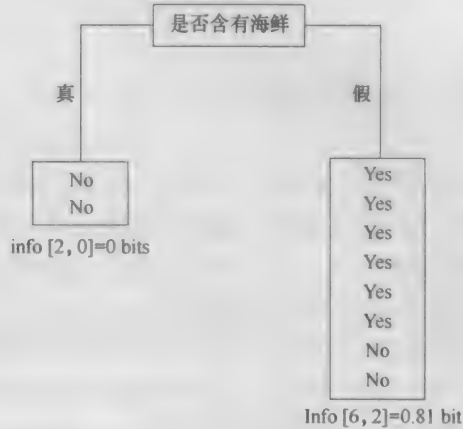 是否含有海鲜
真
假
No
No
info [2, 0]=0 bits
Yes
Yes
Yes
Yes
Yes
Yes
No
No
Info [6, 2]=0.81 bit